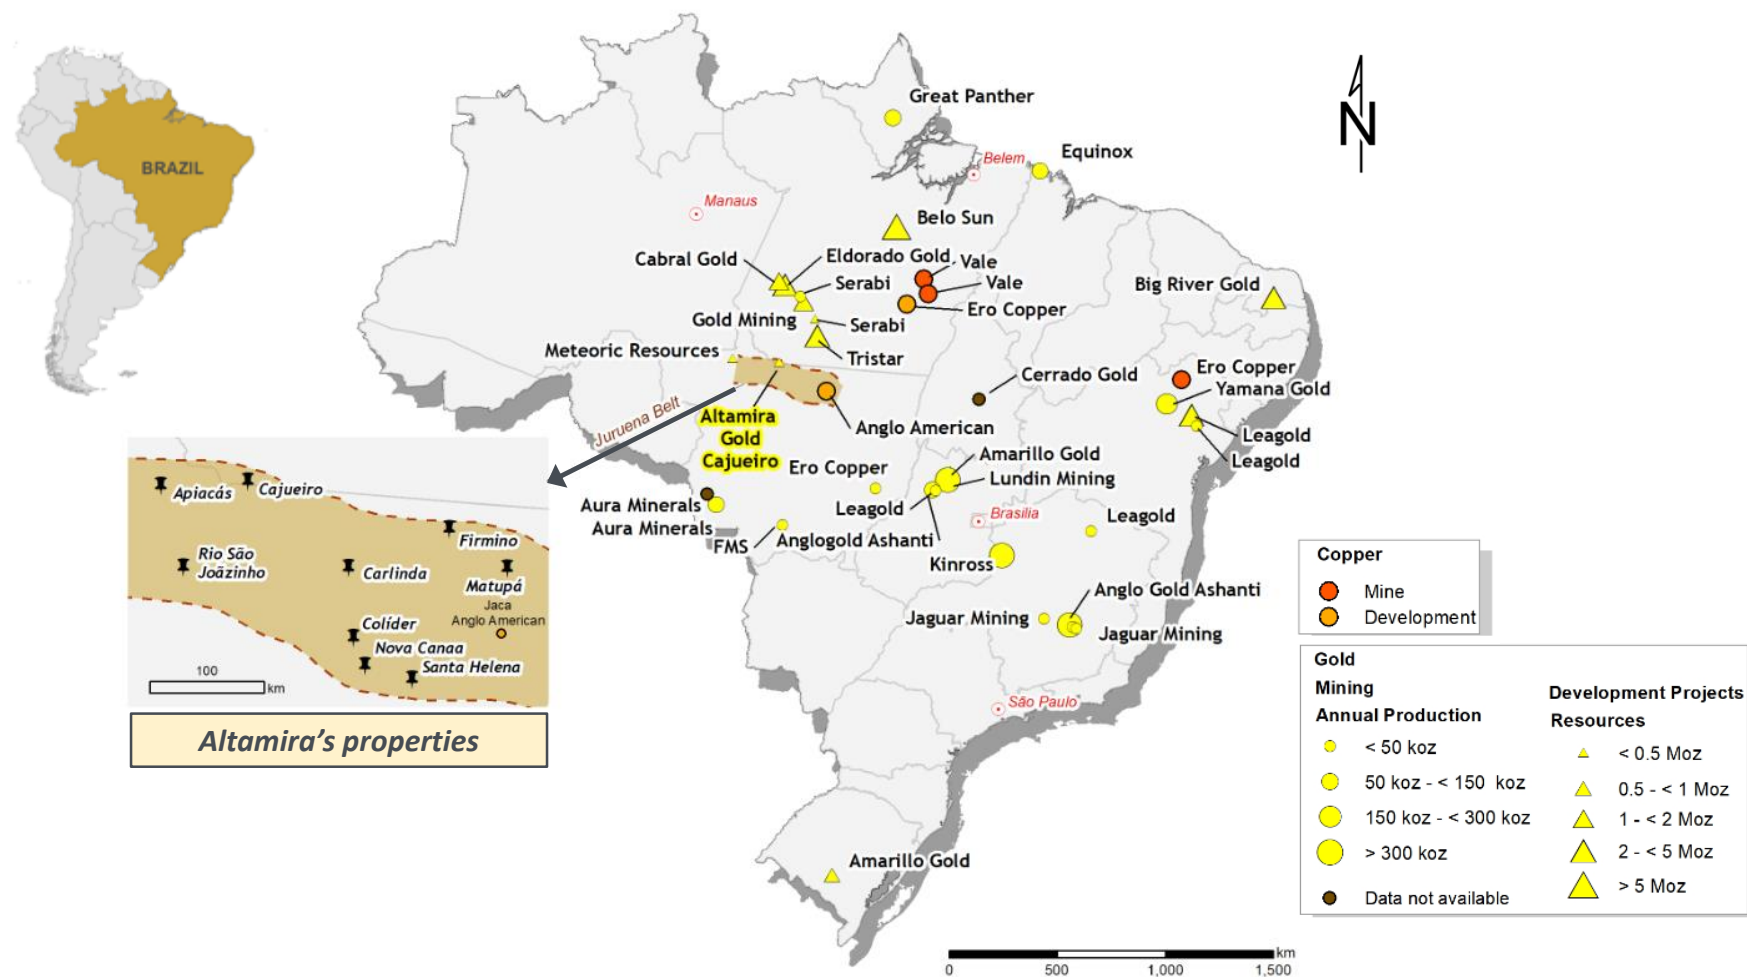 BRAZIL
N
Great Panther
Equinox
Belem
Manaus
Belo Sun
Cabral Gold
Eldorado Gold
Vale
Serabi
Vale
Big River Gold
Gold Mining
Ero Copper
Serabi
Meteoric Resources
Tristar
Cerrado Gold
Ero Copper
Yamana Gold
Juruena Belt
Altamira
Gold
Cajueiro
Anglo American
Leagold
Leagold
Ero Copper
Amarillo Gold
Lundin Mining
Aura Minerals
Aura Minerals
Leagold
Brasilia
Leagold
FMS
Anglogold Ashanti
Kinross
Anglo Gold Ashanti
Jaguar Mining
Jaguar Mining
São Paulo
Amarillo Gold
Apiacás
Cajueiro
Firmino
Rio São
Joãzinho
Carlinda
Matupá
Jaca
Anglo American
Colíder
Nova Canaa
Santa Helena
100
km
Altamira's properties
Copper
Mine
Development
Gold
Mining
Annual Production
< 50 koz
50 koz - < 150 koz
150 koz - < 300 koz
> 300 koz
Data not available
Development Projects
Resources
< 0.5 Moz
0.5 - < 1 Moz
1 - < 2 Moz
2 - < 5 Moz
> 5 Moz
km
0 500 1,000 1,500